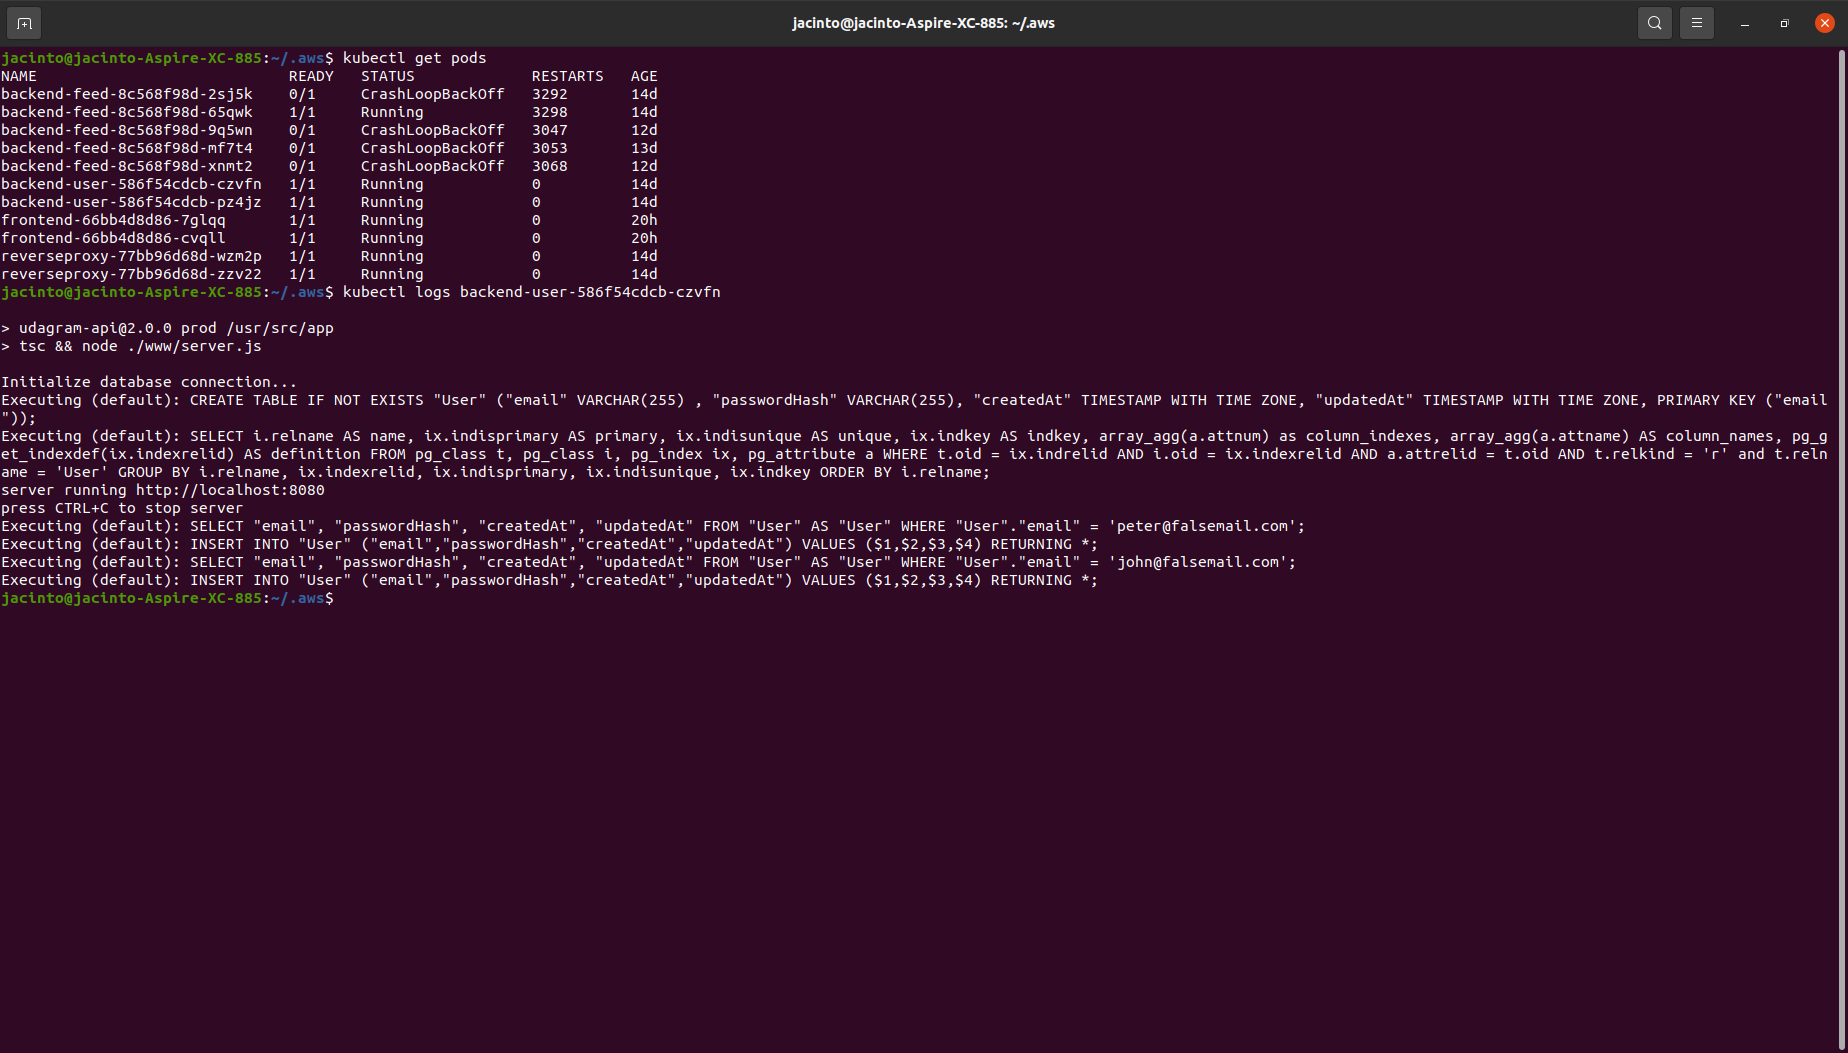 jacinto@jacinto-Aspire-XC-885: ~/.aws
jacinto@jacinto-Aspire-XC-885:~/.aws$ kubectl get pods
NAME                            READY   STATUS             RESTARTS   AGE
backend-feed-8c568f98d-2sj5k    0/1     CrashLoopBackOff   3292       14d
backend-feed-8c568f98d-65qwk    1/1     Running            3298       14d
backend-feed-8c568f98d-9q5wn    0/1     CrashLoopBackOff   3047       12d
backend-feed-8c568f98d-mf7t4    0/1     CrashLoopBackOff   3053       13d
backend-feed-8c568f98d-xnmt2    0/1     CrashLoopBackOff   3068       12d
backend-user-586f54cdcb-czvfn   1/1     Running            0          14d
backend-user-586f54cdcb-pz4jz   1/1     Running            0          14d
frontend-66bb4d8d86-7glqq       1/1     Running            0          20h
frontend-66bb4d8d86-cvqll       1/1     Running            0          20h
reverseproxy-77bb96d68d-wzm2p   1/1     Running            0          14d
reverseproxy-77bb96d68d-zzv22   1/1     Running            0          14d
jacinto@jacinto-Aspire-XC-885:~/.aws$ kubectl logs backend-user-586f54cdcb-czvfn
> udagram-api@2.0.0 prod /usr/src/app
> tsc && node ./www/server.js
Initialize database connection...
Executing (default): CREATE TABLE IF NOT EXISTS "User" ("email" VARCHAR(255) , "passwordHash" VARCHAR(255), "createdAt" TIMESTAMP WITH TIME ZONE, "updatedAt" TIMESTAMP WITH TIME ZONE, PRIMARY KEY ("email
"));
Executing (default): SELECT i.relname AS name, ix.indisprimary AS primary, ix.indisunique AS unique, ix.indkey AS indkey, array_agg(a.attnum) as column_indexes, array_agg(a.attname) AS column_names, pg_g
et_indexdef(ix.indexrelid) AS definition FROM pg_class t, pg_class i, pg_index ix, pg_attribute a WHERE t.oid = ix.indrelid AND i.oid = ix.indexrelid AND a.attrelid = t.oid AND t.relkind = 'r' and t.reln
ame = 'User' GROUP BY i.relname, ix.indexrelid, ix.indisprimary, ix.indisunique, ix.indkey ORDER BY i.relname;
server running http://localhost:8080
press CTRL+C to stop server
Executing (default): SELECT "email", "passwordHash", "createdAt", "updatedAt" FROM "User" AS "User" WHERE "User"."email" = 'peter@falsemail.com';
Executing (default): INSERT INTO "User" ("email","passwordHash","createdAt","updatedAt") VALUES ($1,$2,$3,$4) RETURNING *;
Executing (default): SELECT "email", "passwordHash", "createdAt", "updatedAt" FROM "User" AS "User" WHERE "User"."email" = 'john@falsemail.com';
Executing (default): INSERT INTO "User" ("email","passwordHash","createdAt","updatedAt") VALUES ($1,$2,$3,$4) RETURNING *;
jacinto@jacinto-Aspire-XC-885:~/.aws$